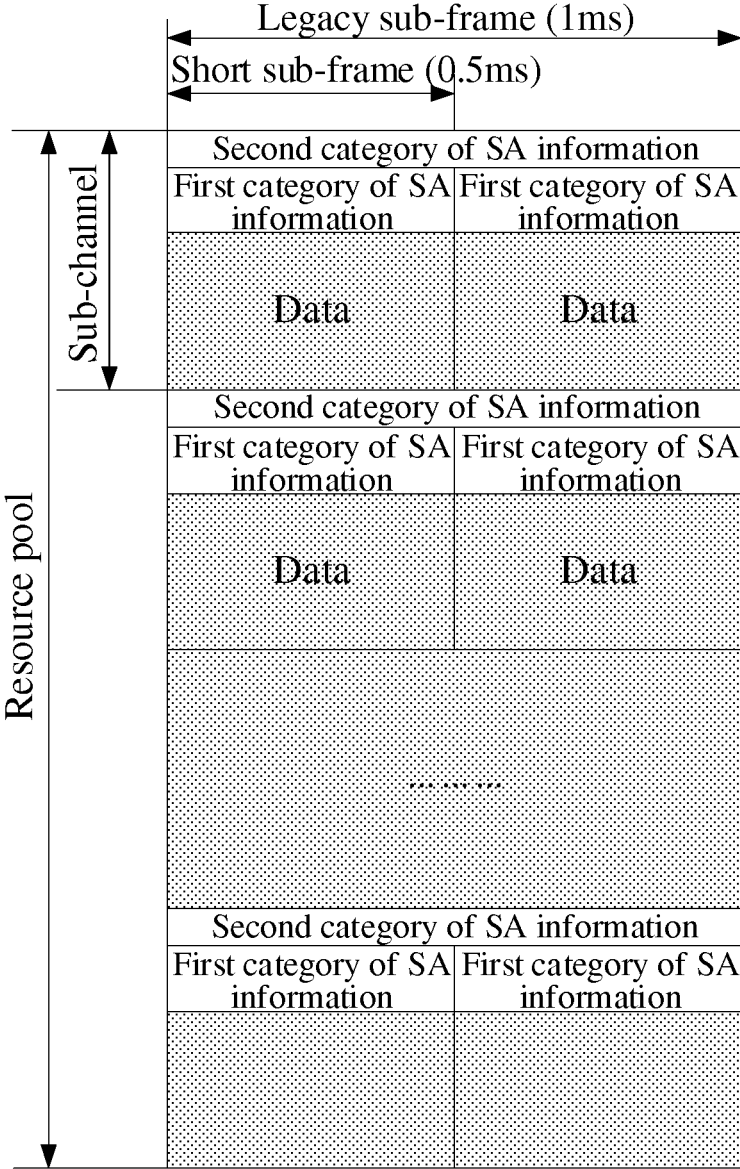 Legacy sub-frame (1ms)
Short sub-frame (0.5ms)
Resource pool
Sub-channel
Second category of SA information
First category of SA
information
First category of SA
information
Data
Data
Second category of SA information
First category of SA
information
First category of SA
information
Data
Data
………
Second category of SA information
First category of SA
information
First category of SA
information